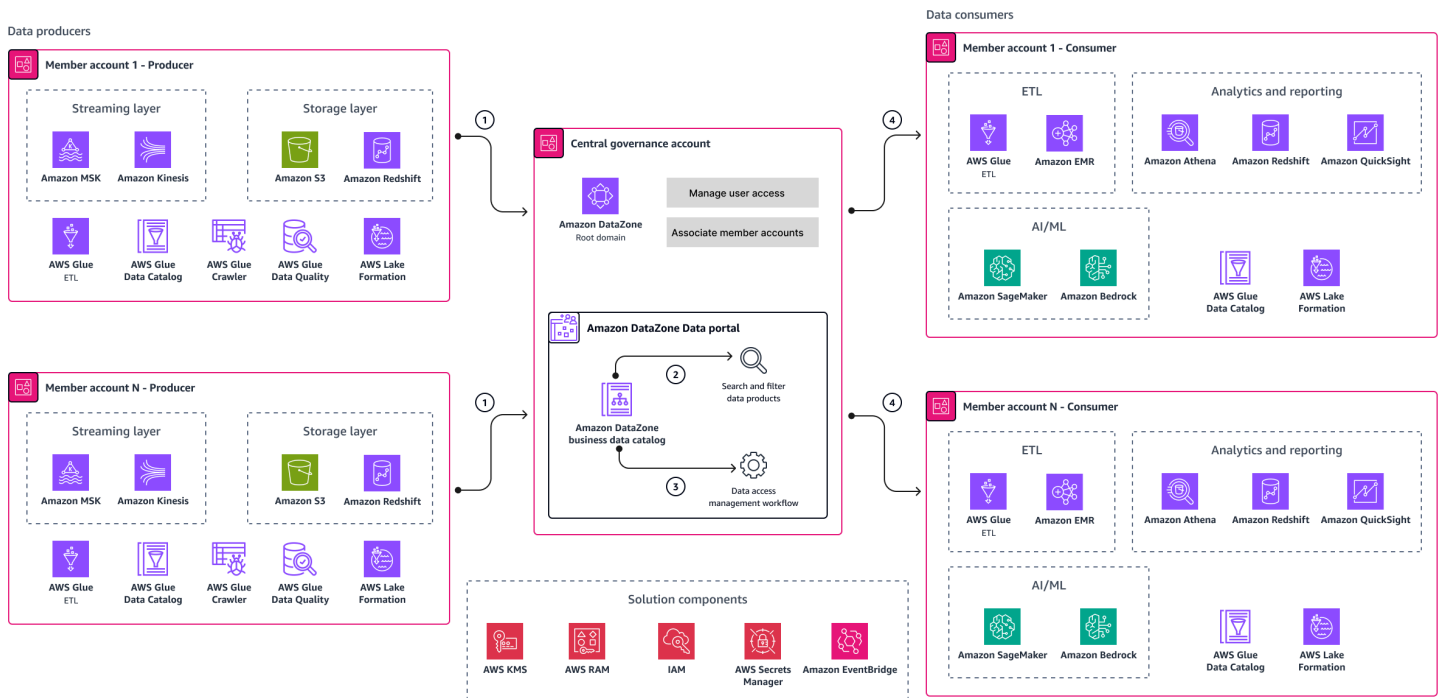 Data producers
Member account 1 - Producer
Streaming layer
Amazon MSK
Amazon Kinesis
Storage layer
Amazon S3
Amazon Redshift
AWS Glue
ETL
AWS Glue
Data Catalog
AWS Glue
Crawler
AWS Glue
Data Quality
AWS Lake
Formation
Member account N - Producer
Streaming layer
Amazon MSK
Amazon Kinesis
Storage layer
Amazon S3
Amazon Redshift
AWS Glue
ETL
AWS Glue
Data Catalog
AWS Glue
Crawler
AWS Glue
Data Quality
AWS Lake
Formation
1
1
Central governance account
Amazon DataZone
Root domain
Manage user access
Associate member accounts
Amazon DataZone Data portal
Amazon DataZone
business data catalog
2
Search and filter
data products
3
Data access
management workflow
Solution components
AWS KMS
AWS RAM
IAM
AWS Secrets
Manager
Amazon EventBridge
4
4
Data consumers
Member account 1 - Consumer
ETL
AWS Glue
ETL
Amazon EMR
Analytics and reporting
Amazon Athena
Amazon Redshift
Amazon QuickSight
AI/ML
Amazon SageMaker
Amazon Bedrock
AWS Glue
Data Catalog
AWS Lake
Formation
Member account N - Consumer
ETL
AWS Glue
ETL
Amazon EMR
Analytics and reporting
Amazon Athena
Amazon Redshift
Amazon QuickSight
AI/ML
Amazon SageMaker
Amazon Bedrock
AWS Glue
Data Catalog
AWS Lake
Formation